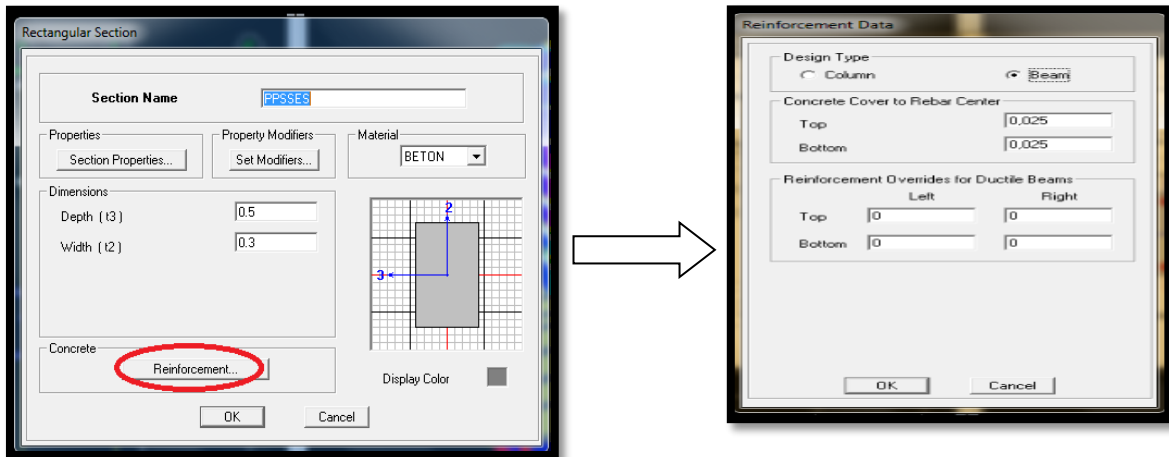 Rectangular Section
Section Name PPSSES
Properties Property Modifiers Material
Section Properties... Set Modifiers... BETON
Dimensions
Depth ( t3 ) 0.5
Width ( t2 ) 0.3
2
3
Concrete
Reinforcement...
Display Color
OK Cancel
Reinforcement Data
Design Type
Column Beam
Concrete Cover to Rebar Center
Top 0,025
Bottom 0,025
Reinforcement Overrides for Ductile Beams
Left Right
Top 0 0
Bottom 0 0
OK Cancel